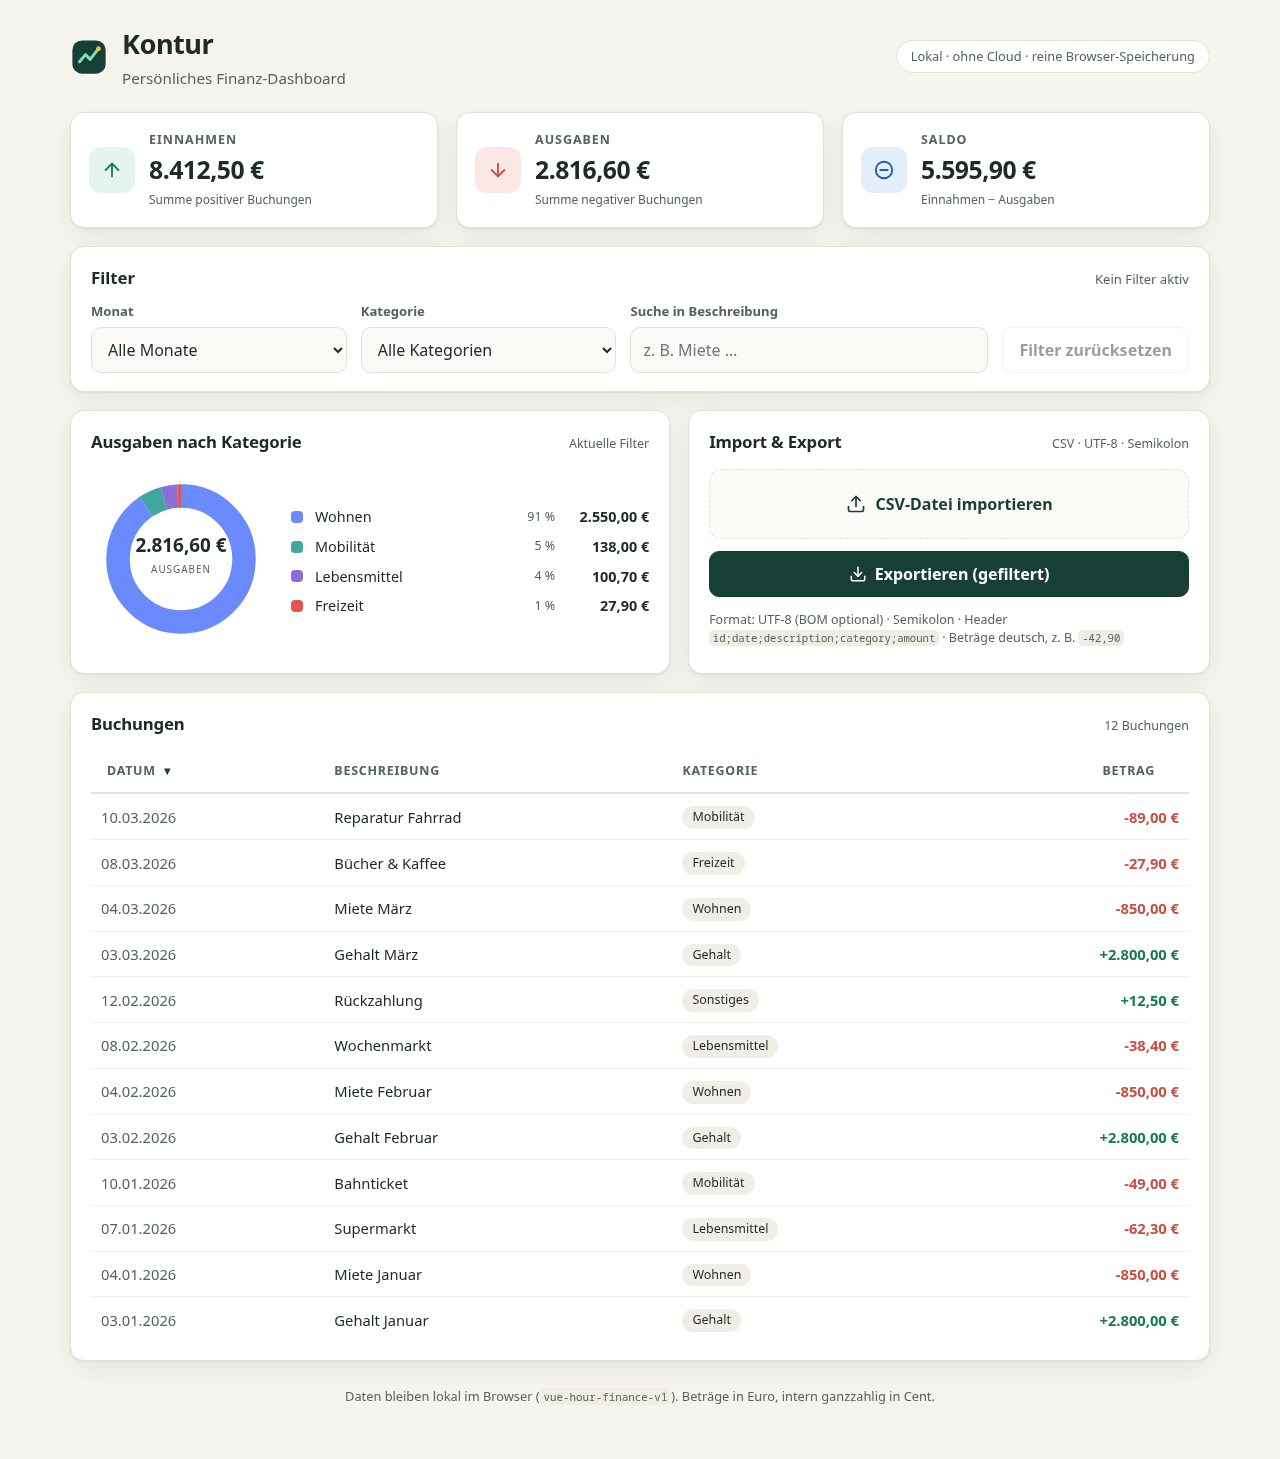 Kontur
Persönliches Finanz-Dashboard
Lokal · ohne Cloud · reine Browser-Speicherung
EINNAHMEN
8.412,50 €
Summe positiver Buchungen
AUSGABEN
2.816,60 €
Summe negativer Buchungen
SALDO
5.595,90 €
Einnahmen − Ausgaben
Filter
Kein Filter aktiv
Monat
Alle Monate
Kategorie
Alle Kategorien
Suche in Beschreibung
z. B. Mite …
Filter zurücksetzen
Ausgaben nach Kategorie
Aktuelle Filter
2.816,60 €
AUSGABEN
Wohnen 91 % 2.550,00 €
Mobilität 5 % 138,00 €
Lebensmittel 4 % 100,70 €
Freizeit 1 % 27,90 €
Import & Export
CSV · UTF-8 · Semikolon
CSV-Datei importieren
Exportieren (gefiltert)
Format: UTF-8 (BOM optional) · Semikolon · Header
id;date;description;category;amount · Beträge deutsch, z. B. -42,90
Buchungen
12 Buchungen
DATUM ▼ BESCHREIBUNG KATEGORIE BETRAG
10.03.2026 Reparatur Fahrrad Mobilität -89,00 €
08.03.2026 Bücher & Kaffee Freizeit -27,90 €
04.03.2026 Miete März Wohnen -850,00 €
03.03.2026 Gehalt März Gehalt +2.800,00 €
12.02.2026 Rückzahlung Sonstiges +12,50 €
08.02.2026 Wochenmarkt Lebensmittel -38,40 €
04.02.2026 Miete Februar Wohnen -850,00 €
03.02.2026 Gehalt Februar Gehalt +2.800,00 €
10.01.2026 Bahnticket Mobilität -49,00 €
07.01.2026 Supermarkt Lebensmittel -62,30 €
04.01.2026 Miete Januar Wohnen -850,00 €
03.01.2026 Gehalt Januar Gehalt +2.800,00 €
Daten bleiben lokal im Browser (vue-hour-finance-v1). Beträge in Euro, intern ganzzahlig in Cent.